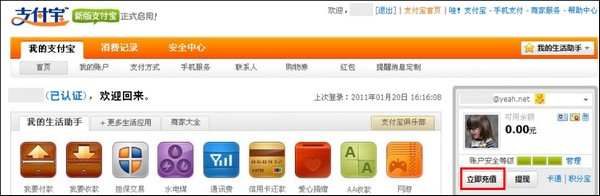 欢迎， [退出] | 支付宝首页 | 哇！支付宝 - 手机支付 - 商家服务 - 帮助中心
支付宝 新版支付宝 正式启用！
我的支付宝 消费记录 安全中心 我的生活助手
首页 我的账户 支付方式 手机服务 联系人 购物券 红包 提醒消息定制
(已认证)，欢迎回来。 上次登录：2011年01月20日 16:16:08
@yeah.net
我的生活助手 + 更多生活应用 商家大全 支付宝俱乐部
可用余额
0.00元
账户安全等级 管理
立即充值 提现 卡通 | 积分宝
我要付款 我要收款 担保交易 水电煤 通讯费 信用卡还款 爱心捐赠 AA收款 网游